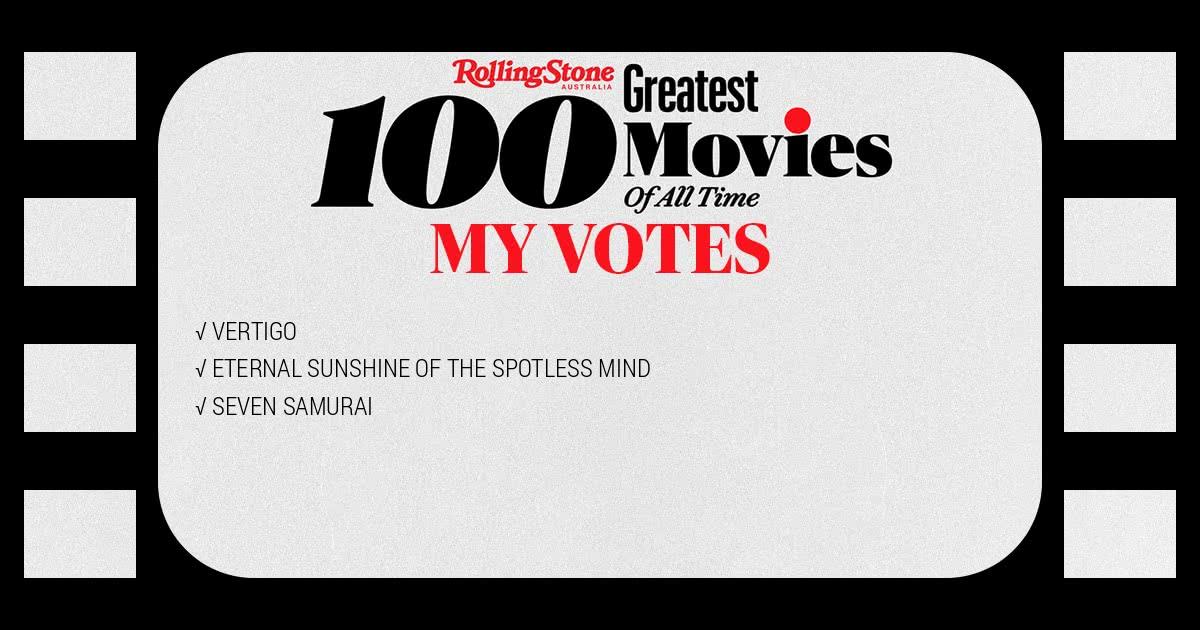 RollingStone
AUSTRALIA
100 Greatest
Movies
Of All Time
MY VOTES
√ VERTIGO
√ ETERNAL SUNSHINE OF THE SPOTLESS MIND
√ SEVEN SAMURAI